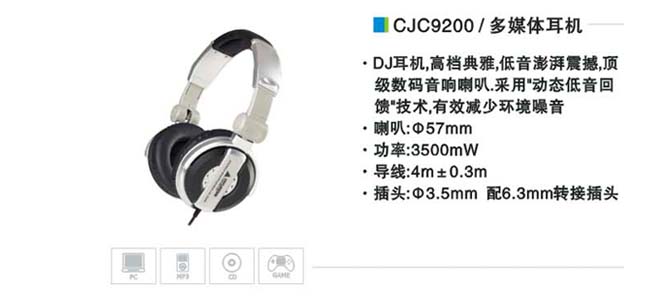 CJC9200 / 多媒体耳机
·DJ耳机,高档典雅,低音澎湃震撼,顶
级数码音响喇叭.采用"动态低音回
馈"技术,有效减少环境噪音
·喇叭:Φ57mm
·功率:3500mW
·导线:4m±0.3m
·插头:Φ3.5mm 配6.3mm转接插头
PC
MP3
CD
GAME